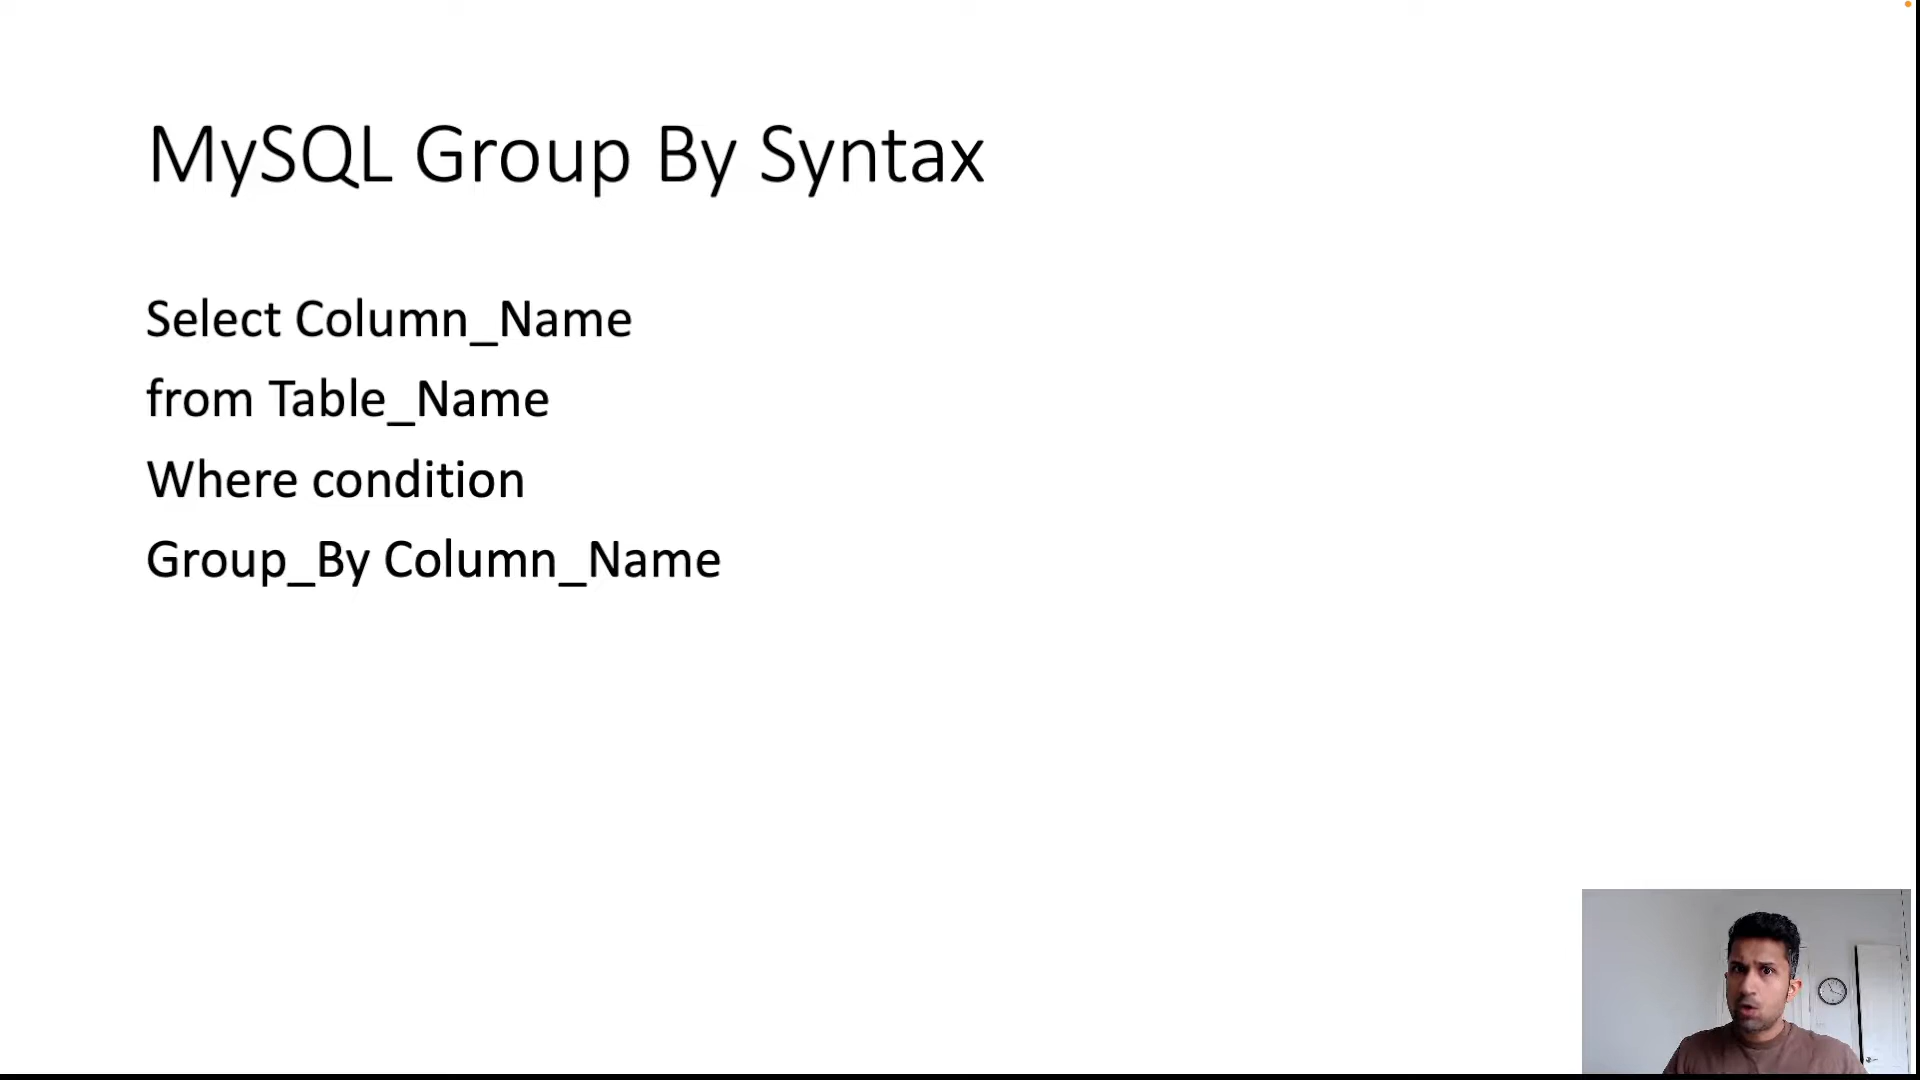 MySQL Group By Syntax
Select Column_Name
from Table_Name
Where condition
Group_By Column_Name